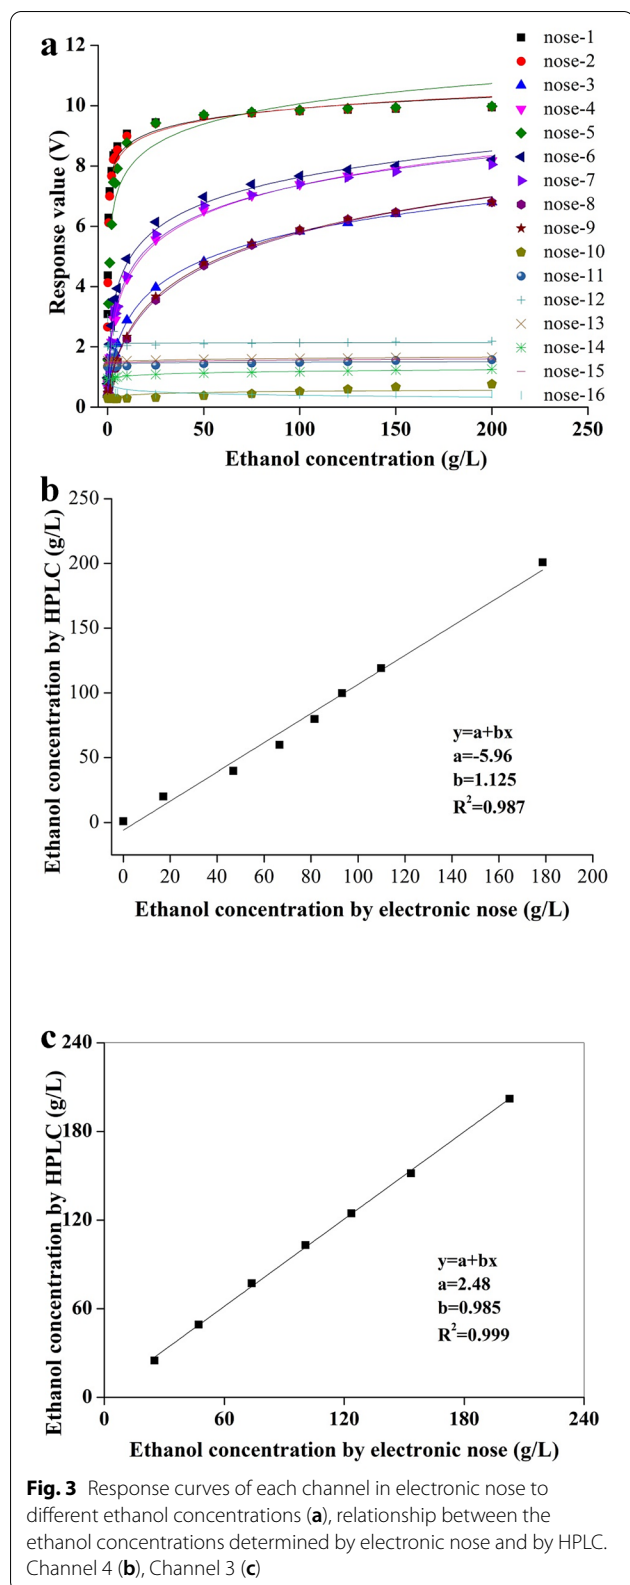 a
12
10
8
6
4
2
0
Response value (V)
0 50 100 150 200 250
Ethanol concentration (g/L)
nose-1
nose-2
nose-3
nose-4
nose-5
nose-6
nose-7
nose-8
nose-9
nose-10
nose-11
nose-12
nose-13
nose-14
nose-15
nose-16
b
250
200
150
100
50
0
Ethanol concentration by HPLC (g/L)
y=a+bx
a=-5.96
b=1.125
R²=0.987
0 20 40 60 80 100 120 140 160 180 200
Ethanol concentration by electronic nose (g/L)
c
240
180
120
60
0
Ethanol concentration by HPLC (g/L)
y=a+bx
a=2.48
b=0.985
R²=0.999
0 60 120 180 240
Ethanol concentration by electronic nose (g/L)
Fig. 3 Response curves of each channel in electronic nose to
different ethanol concentrations (a), relationship between the
ethanol concentrations determined by electronic nose and by HPLC.
Channel 4 (b), Channel 3 (c)